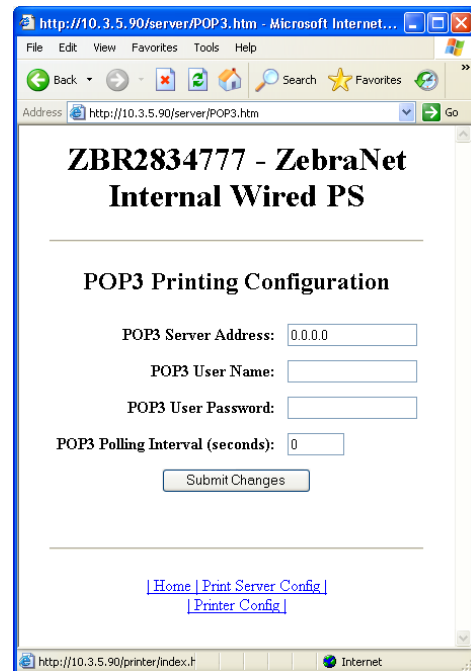 http://10.3.5.90/server/POP3.htm - Microsoft Internet...
File Edit View Favorites Tools Help
Back Search Favorites »
Address http://10.3.5.90/server/POP3.htm Go
ZBR2834777 - ZebraNet
Internal Wired PS
POP3 Printing Configuration
POP3 Server Address: 0.0.0.0
POP3 User Name:
POP3 User Password:
POP3 Polling Interval (seconds): 0
Submit Changes
| Home | Print Server Config |
| Printer Config |
http://10.3.5.90/printer/index.h Internet